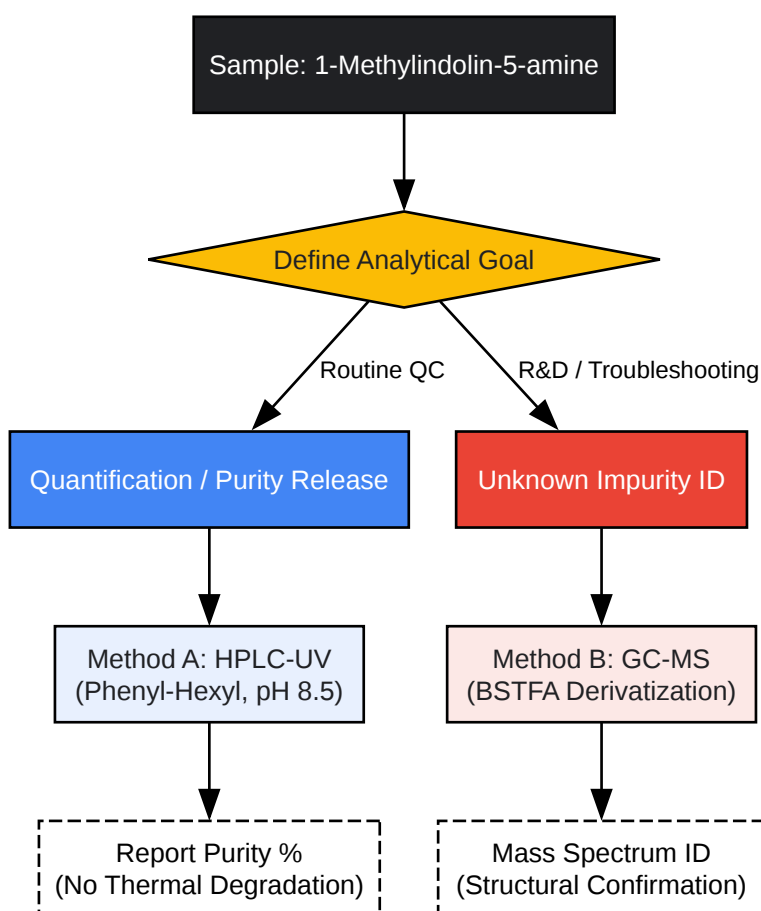 Sample: 1-Methylindolin-5-amine
Define Analytical Goal
Routine QC
R&D / Troubleshooting
Quantification / Purity Release
Unknown Impurity ID
Method A: HPLC-UV
(Phenyl-Hexyl, pH 8.5)
Method B: GC-MS
(BSTFA Derivatization)
Report Purity %
(No Thermal Degradation)
Mass Spectrum ID
(Structural Confirmation)